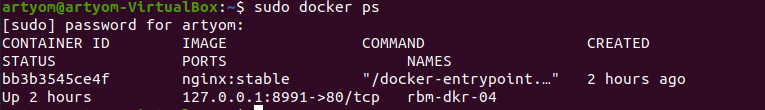 artyom@artyom-VirtualBox:~$ sudo docker ps
[sudo] password for artyom:
CONTAINER ID   IMAGE          COMMAND                  CREATED
STATUS         PORTS                    NAMES
bb3b3545ce4f   nginx:stable   "/docker-entrypoint.…"   2 hours ago
Up 2 hours     127.0.0.1:8991->80/tcp   rbm-dkr-04